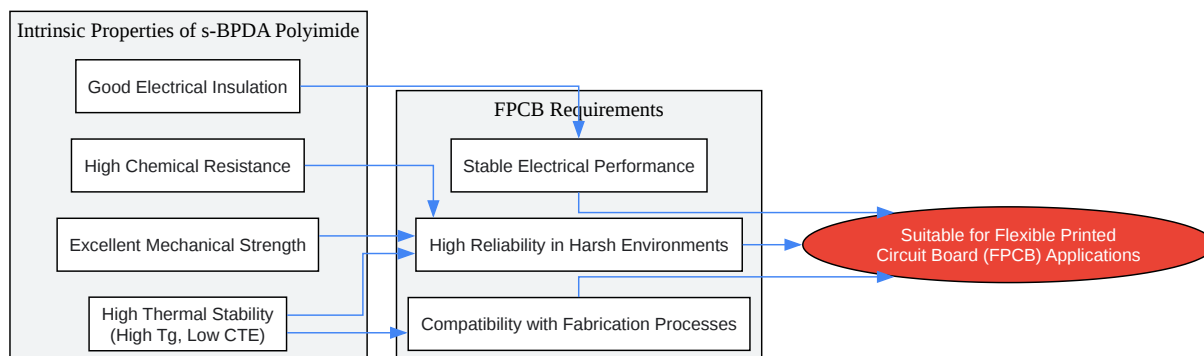 Intrinsic Properties of s-BPDA Polyimide
Good Electrical Insulation
High Chemical Resistance
Excellent Mechanical Strength
High Thermal Stability
(High Tg, Low CTE)
FPCB Requirements
Stable Electrical Performance
High Reliability in Harsh Environments
Compatibility with Fabrication Processes
Suitable for Flexible Printed
Circuit Board (FPCB) Applications